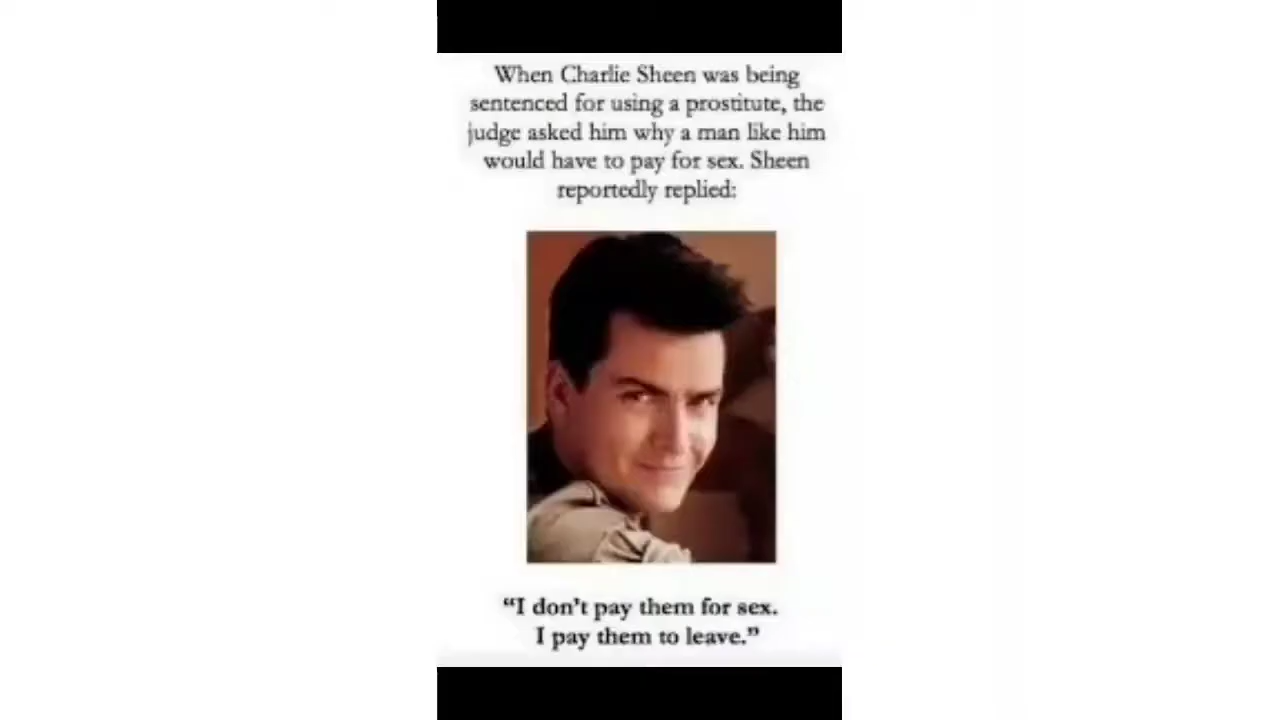 When Charlie Sheen was being
sentenced for using a prostitute, the
judge asked him why a man like him
would have to pay for sex. Sheen
reportedly replied:
“I don’t pay them for sex.
I pay them to leave.”